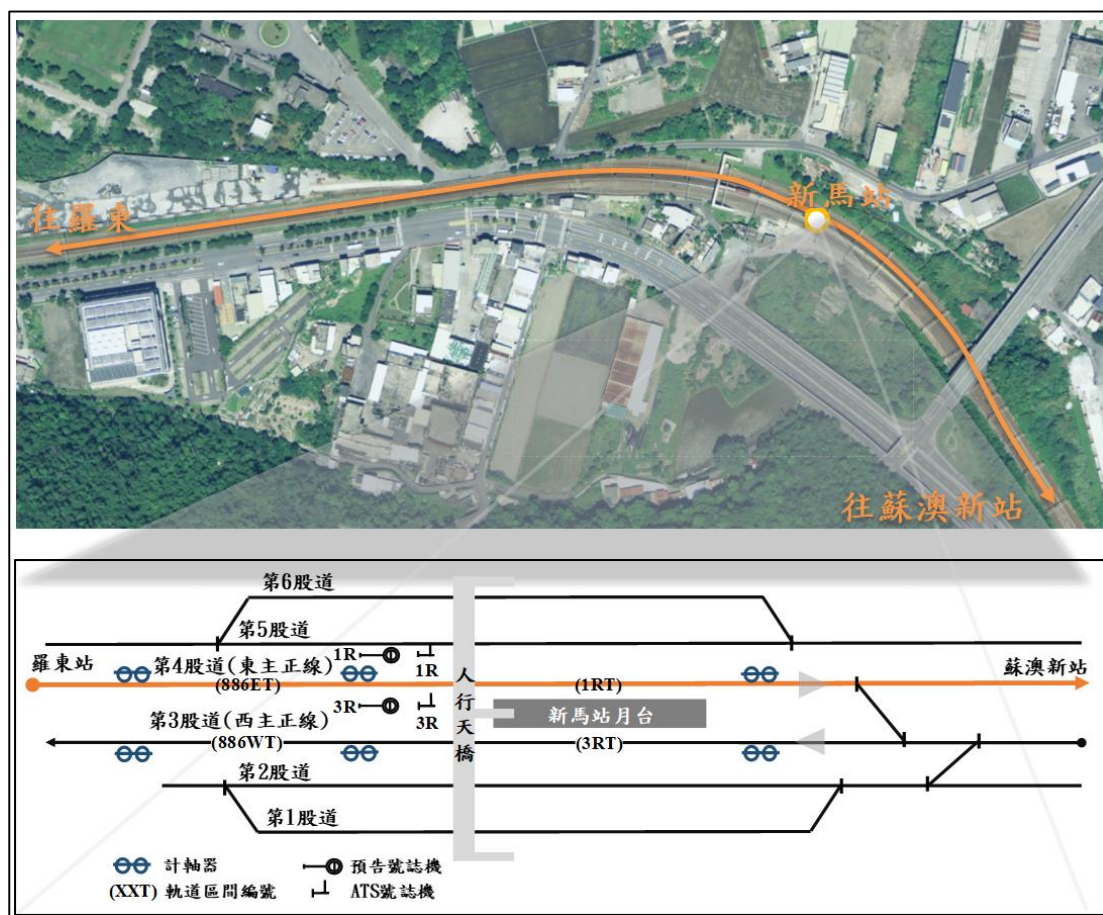 往羅東
新馬站
往蘇澳新站
第6股道
第5股道
1R
羅東站
第4股道(東主正線)
1R
蘇澳新站
(886ET)
(1RT)
人行天橋
3R
新馬站月台
第3股道(西主正線)
3R
(886WT)
(3RT)
第2股道
第1股道
計軸器
預告號誌機
(XXT) 軌道區間編號
ATS號誌機